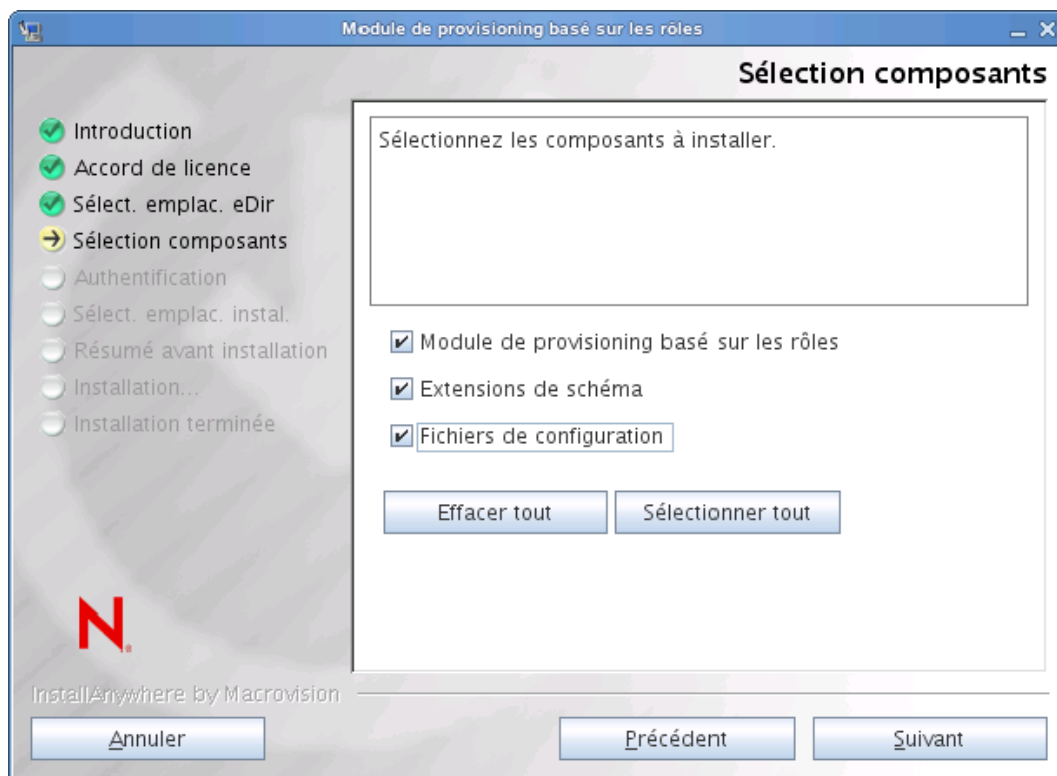 Module de provisioning basé sur les rôles
Sélection composants
Introduction
Accord de licence
Sélect. emplac. eDir
Sélection composants
Authentification
Sélect. emplac. instal.
Résumé avant installation
Installation...
Installation terminée
Sélectionnez les composants à installer.
Module de provisioning basé sur les rôles
Extensions de schéma
Fichiers de configuration
Effacer tout
Sélectionner tout
N
InstallAnywhere by Macrovision
Annuler
Précédent
Suivant